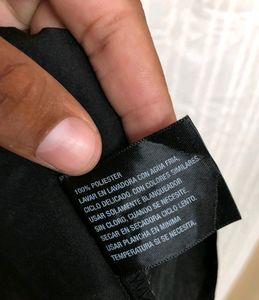 100% POLIESTER
LAVAR EN LAVADORA CON AGUA FRIA,
CICLO DELICADO, CON COLORES SIMILARES.
USAR SOLAMENTE BLANQUEADOR
SIN CLORO, CUANDO SE NECESITE.
SECAR EN SECADORA CICLO LENTO.
USAR PLANCHA EN MINIMA
TEMPERATURA SI SE NECESITA.